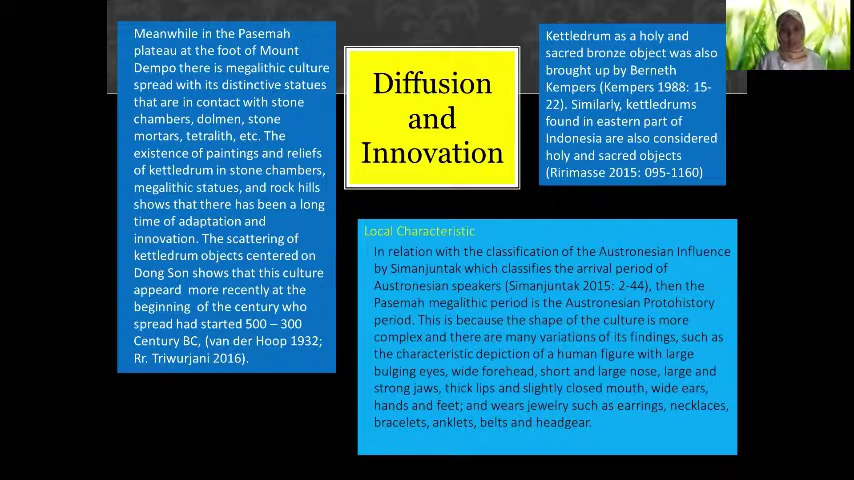 Meanwhile in the Pasemah
plateau at the foot of Mount
Dempo there is megalithic culture
spread with its distinctive statues
that are in contact with stone
chambers, dolmen, stone
mortars, tetralith, etc. The
existence of paintings and reliefs
of kettledrum in stone chambers,
megalithic statues, and rock hills
shows that there has been a long
time of adaptation and
innovation. The scattering of
kettledrum objects centered on
Dong Son shows that this culture
appeard more recently at the
beginning of the century who
spread had started 500 – 300
Century BC, (van der Hoop 1932;
Rr. Triwurjani 2016).
Diffusion
and
Innovation
Kettledrum as a holy and
sacred bronze object was also
brought up by Berneth
Kempers (Kempers 1988: 15-
22). Similarly, kettledrums
found in eastern part of
Indonesia are also considered
holy and sacred objects
(Ririmasse 2015: 095-1160)
Local Characteristic
In relation with the classification of the Austronesian Influence
by Simanjuntak which classifies the arrival period of
Austronesian speakers (Simanjuntak 2015: 2-44), then the
Pasemah megalithic period is the Austronesian Protohistory
period. This is because the shape of the culture is more
complex and there are many variations of its findings, such as
the characteristic depiction of a human figure with large
bulging eyes, wide forehead, short and large nose, large and
strong jaws, thick lips and slightly closed mouth, wide ears,
hands and feet; and wears jewelry such as earrings, necklaces,
bracelets, anklets, belts and headgear.